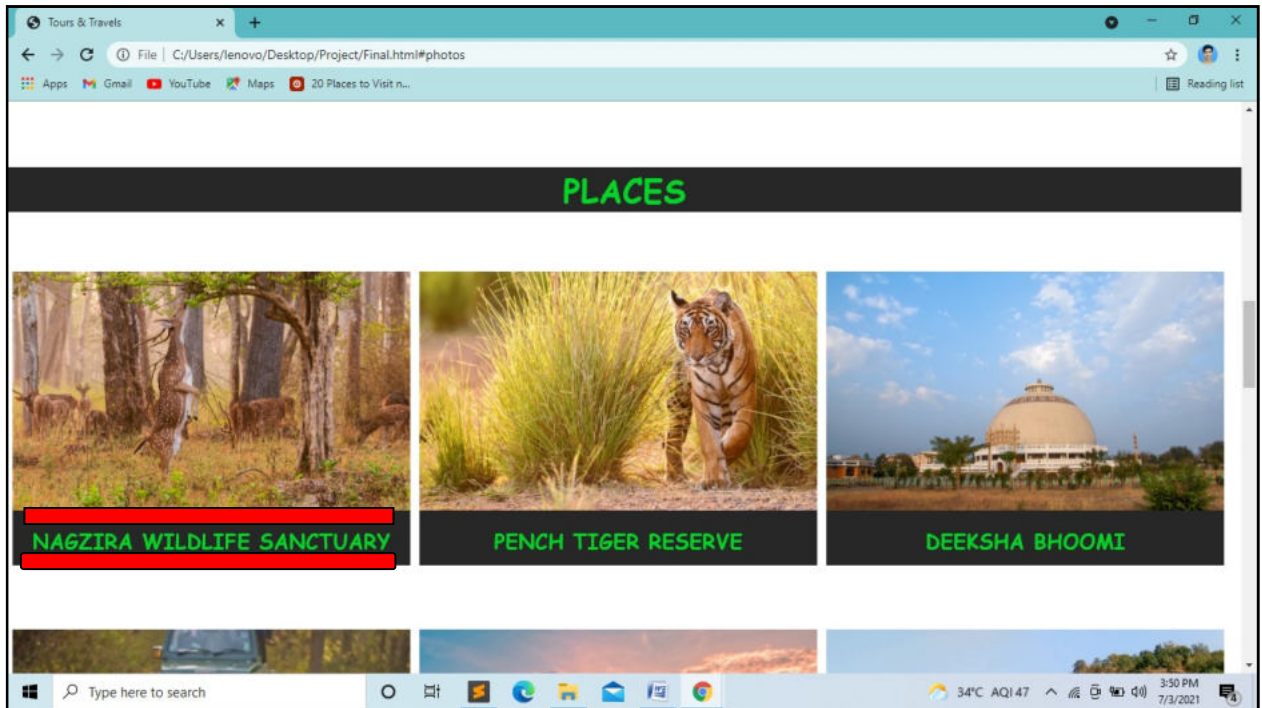 Tours & Travels
File | C:/Users/lenovo/Desktop/Project/Final.html#photos
Apps Gmail YouTube Maps 20 Places to Visit n... Reading list
PLACES
NAGZIRA WILDLIFE SANCTUARY PENCH TIGER RESERVE DEEKSHA BHOOMI
Type here to search 34°C AQI 47 3:50 PM
7/3/2021 4